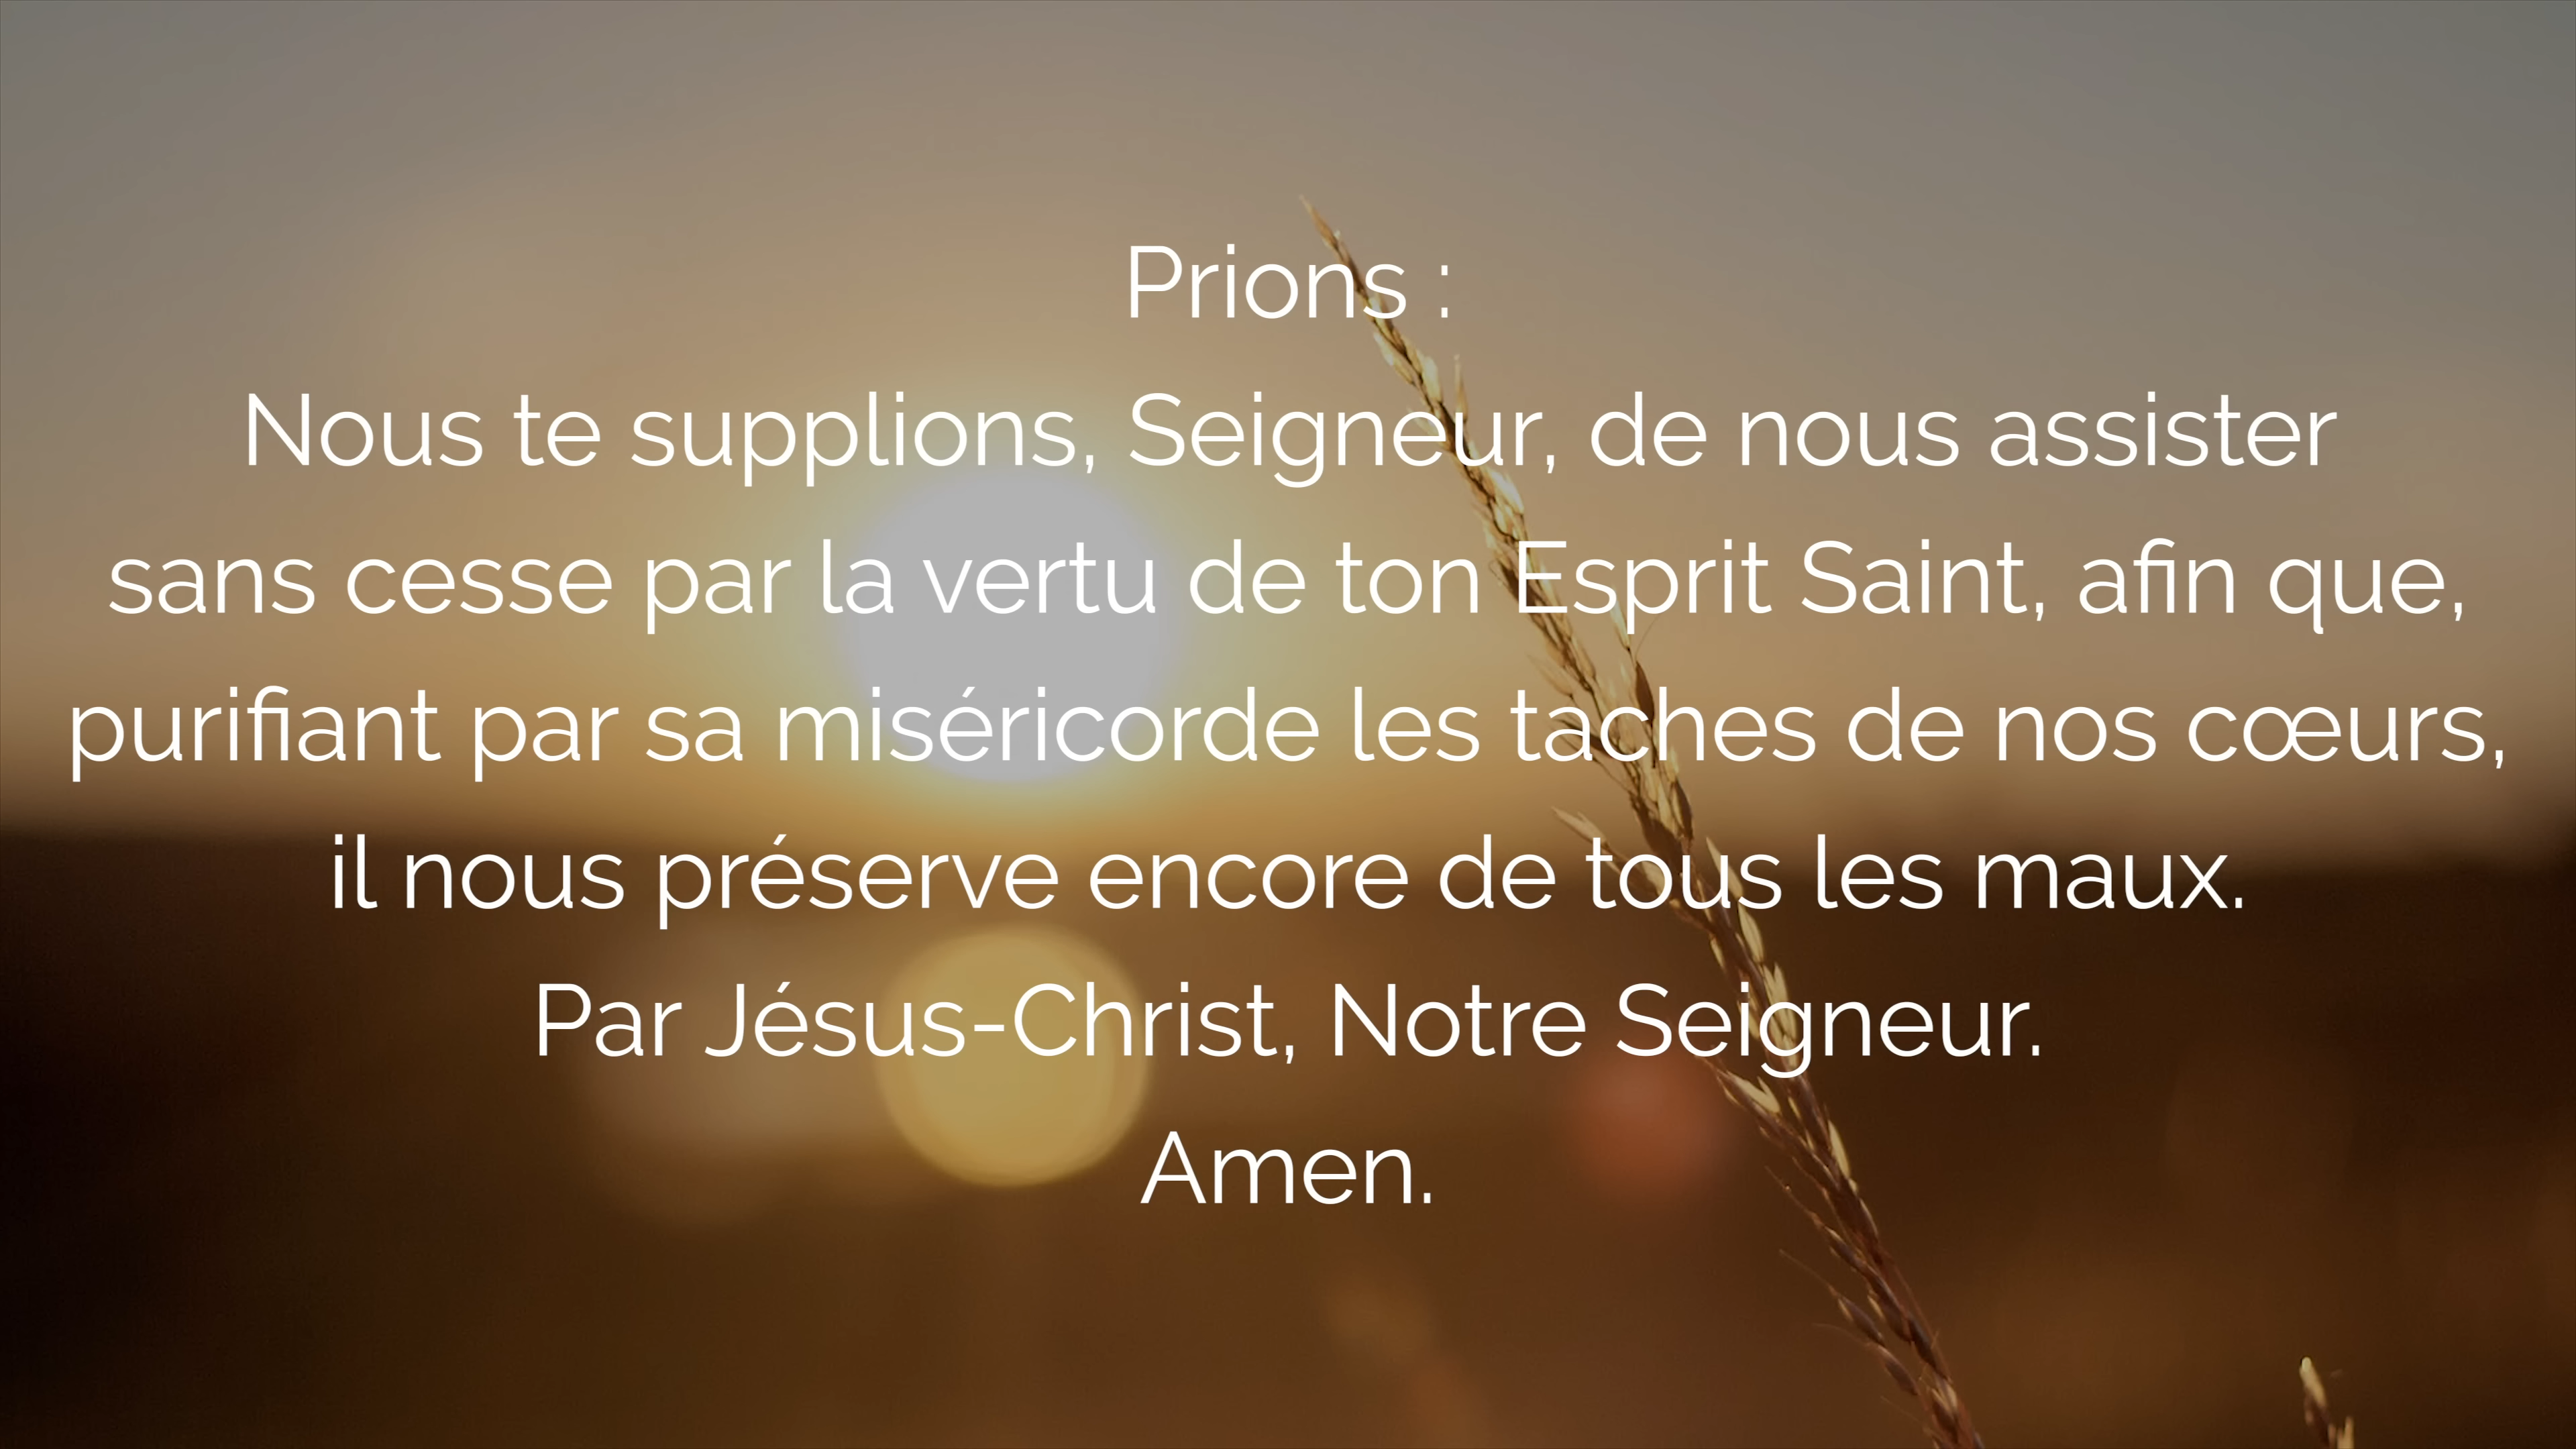 Prions :
Nous te supplions, Seigneur, de nous assister
sans cesse par la vertu de ton Esprit Saint, afin que,
purifiant par sa miséricorde les taches de nos cœurs,
il nous préserve encore de tous les maux.
Par Jésus-Christ, Notre Seigneur.
Amen.